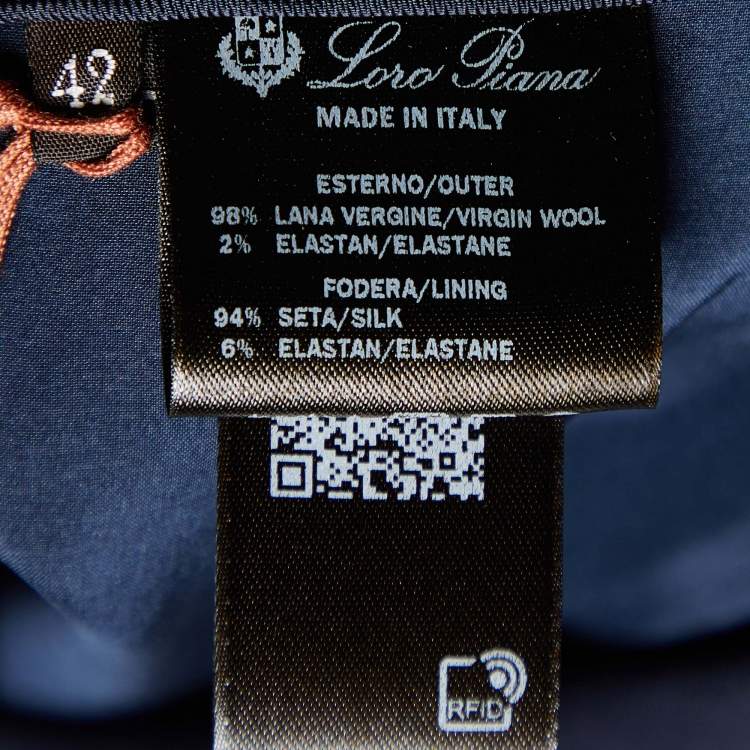 42
Loro Piana
MADE IN ITALY
ESTERNO/OUTER
98% LANA VERGINE/VIRGIN WOOL
2% ELASTAN/ELASTANE
FODERA/LINING
94% SETA/SILK
6% ELASTAN/ELASTANE
RFID